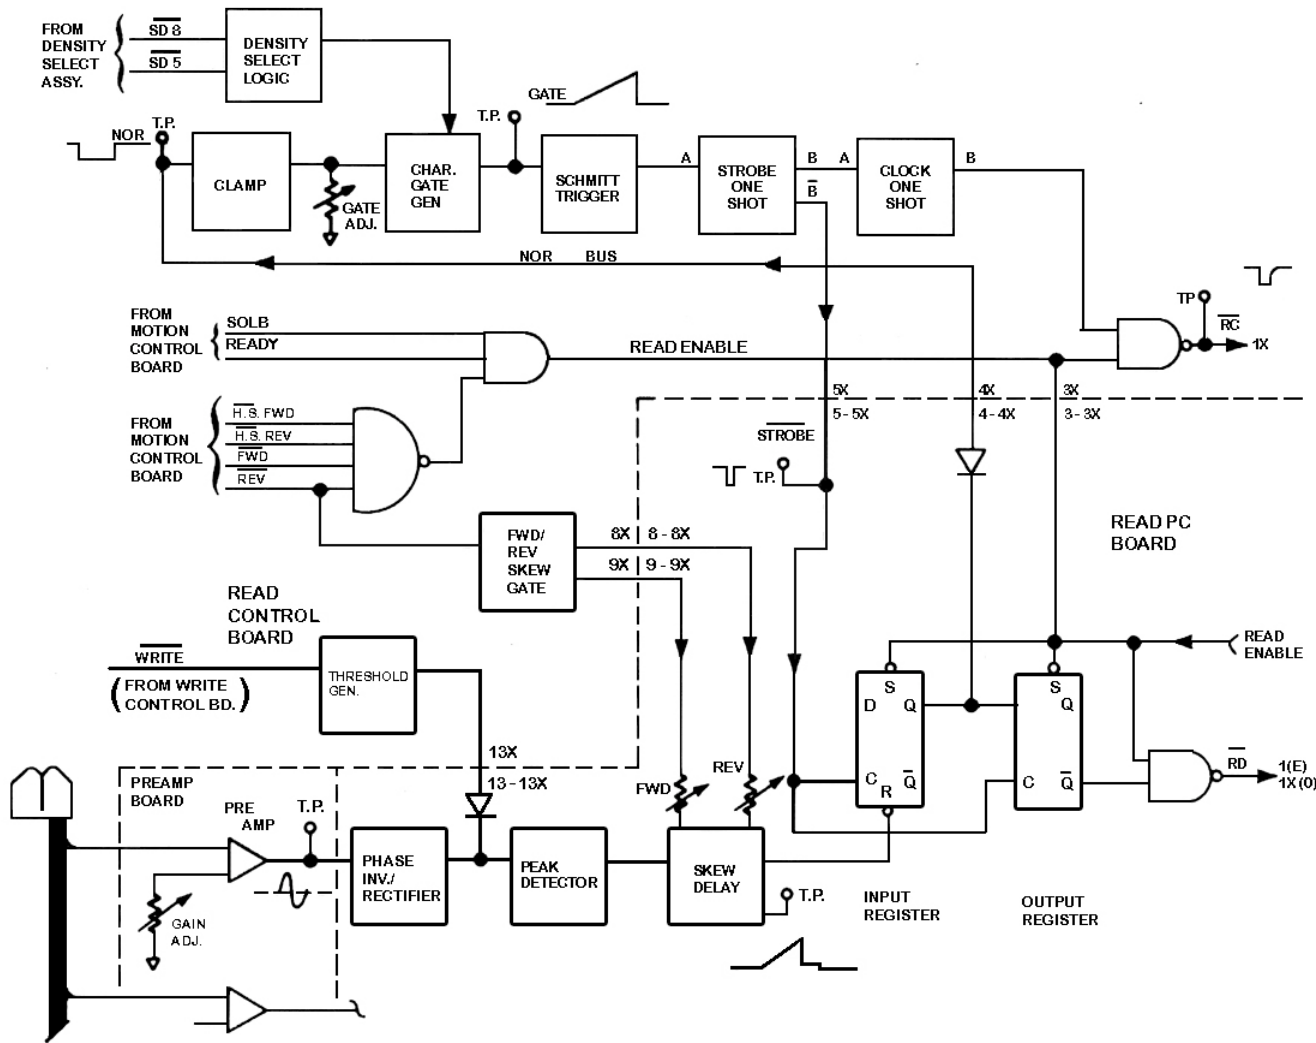 FROM
DENSITY
SELECT
ASSY.
SD 8
SD 5
DENSITY
SELECT
LOGIC
NOR
T.P.
CLAMP
GATE
ADJ.
CHAR.
GATE
GEN
T.P.
GATE
SCHMITT
TRIGGER
A
STROBE
ONE
SHOT
B
B
A
CLOCK
ONE
SHOT
B
NOR BUS
FROM
MOTION
CONTROL
BOARD
SOLB
READY
READ ENABLE
TP
RC
1X
FROM
MOTION
CONTROL
BOARD
H.S. FWD
H.S. REV
FWD
REV
5X
5 - 5X
4X
4 - 4X
3X
3 - 3X
STROBE
T.P.
READ PC
BOARD
FWD/
REV
SKEW
GATE
8X
8 - 8X
9X
9 - 9X
READ
CONTROL
BOARD
WRITE
(FROM WRITE
CONTROL BD.)
THRESHOLD
GEN.
13X
13 - 13X
READ
ENABLE
S
D
Q
C
R
Q
S
Q
C
Q
RD
1(E)
1X (0)
FWD
REV
PREAMP
BOARD
PRE
AMP
T.P.
GAIN
ADJ.
PHASE
INV./
RECTIFIER
PEAK
DETECTOR
SKEW
DELAY
T.P.
INPUT
REGISTER
OUTPUT
REGISTER